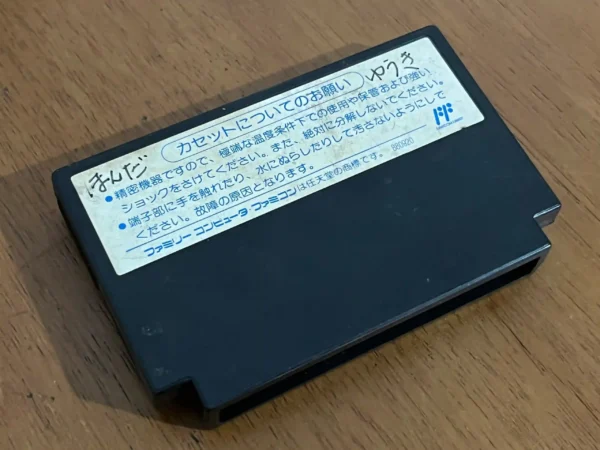 ほんだ
カセットについてのお願い
ゆうき
●精密機器ですので、極端な温度条件下での使用や保管および強い
ショックをさけてください。また、絶対に分解しないでください。
●端子部に手を触れたり、水にぬらしたりして汚さないようにして
ください。故障の原因となります。
ファミリーコンピュータ・ファミコンは任天堂の商標です。